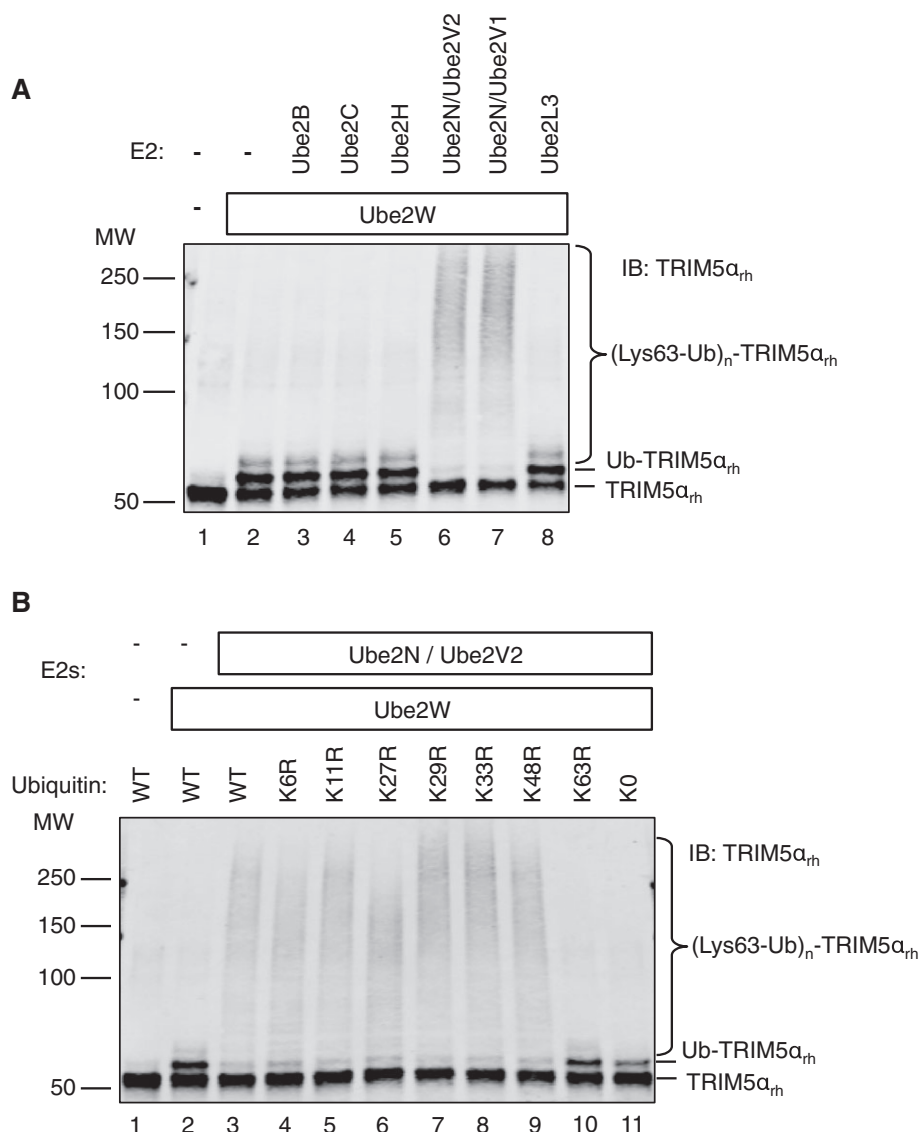 A
E2:
-
-
Ube2B
Ube2C
Ube2H
Ube2N/Ube2V2
Ube2N/Ube2V1
Ube2L3
-
Ube2W
MW
250
150
100
50
IB: TRIM5αrh
(Lys63-Ub)n-TRIM5αrh
Ub-TRIM5αrh
TRIM5αrh
1 2 3 4 5 6 7 8
B
E2s:
- - Ube2N / Ube2V2
- Ube2W
Ubiquitin:
WT
WT
WT
K6R
K11R
K27R
K29R
K33R
K48R
K63R
K0
MW
250
150
100
50
IB: TRIM5αrh
(Lys63-Ub)n-TRIM5αrh
Ub-TRIM5αrh
TRIM5αrh
1 2 3 4 5 6 7 8 9 10 11